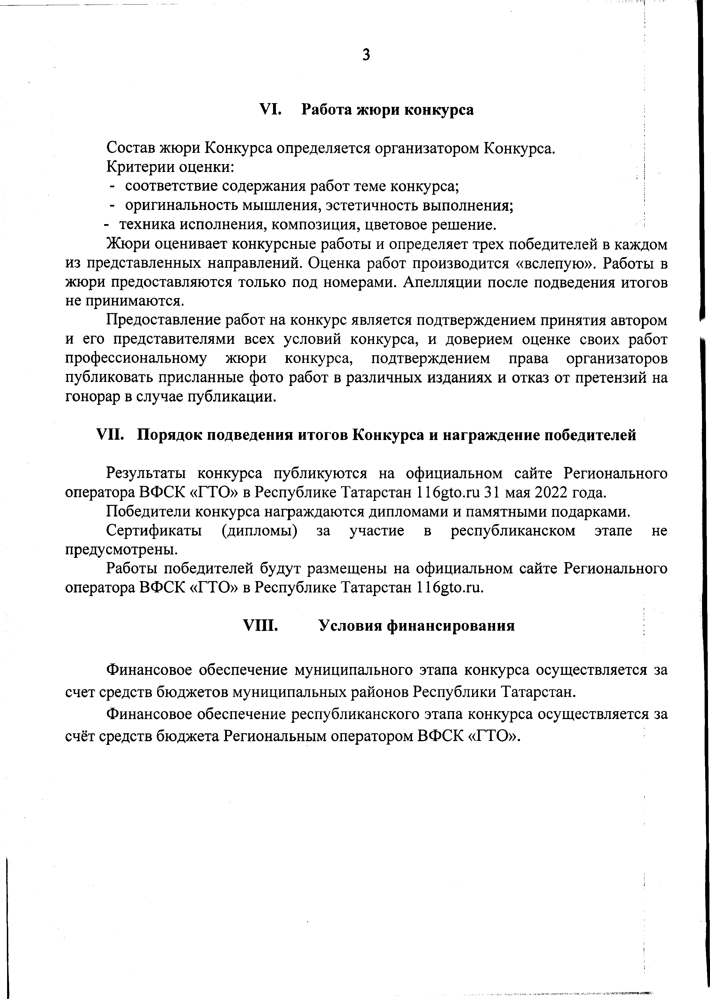 3
VI. Работа жюри конкурса
Состав жюри Конкурса определяется организатором Конкурса.
Критерии оценки:
- соответствие содержания работ теме конкурса;
- оригинальность мышления, эстетичность выполнения;
- техника исполнения, композиция, цветовое решение.
Жюри оценивает конкурсные работы и определяет трех победителей в каждом
из представленных направлений. Оценка работ производится «вслепую». Работы в
жюри предоставляются только под номерами. Апелляции после подведения итогов
не принимаются.
Предоставление работ на конкурс является подтверждением принятия автором
и его представителями всех условий конкурса, и доверием оценке своих работ
профессиональному жюри конкурса, подтверждением права организаторов
публиковать присланные фото работ в различных изданиях и отказ от претензий на
гонорар в случае публикации.
VII. Порядок подведения итогов Конкурса и награждение победителей
Результаты конкурса публикуются на официальном сайте Регионального
оператора ВФСК «ГТО» в Республике Татарстан 116gto.ru 31 мая 2022 года.
Победители конкурса награждаются дипломами и памятными подарками.
Сертификаты (дипломы) за участие в республиканском этапе не
предусмотрены.
Работы победителей будут размещены на официальном сайте Регионального
оператора ВФСК «ГТО» в Республике Татарстан 116gto.ru.
VIII. Условия финансирования
Финансовое обеспечение муниципального этапа конкурса осуществляется за
счет средств бюджетов муниципальных районов Республики Татарстан.
Финансовое обеспечение республиканского этапа конкурса осуществляется за
счёт средств бюджета Региональным оператором ВФСК «ГТО».